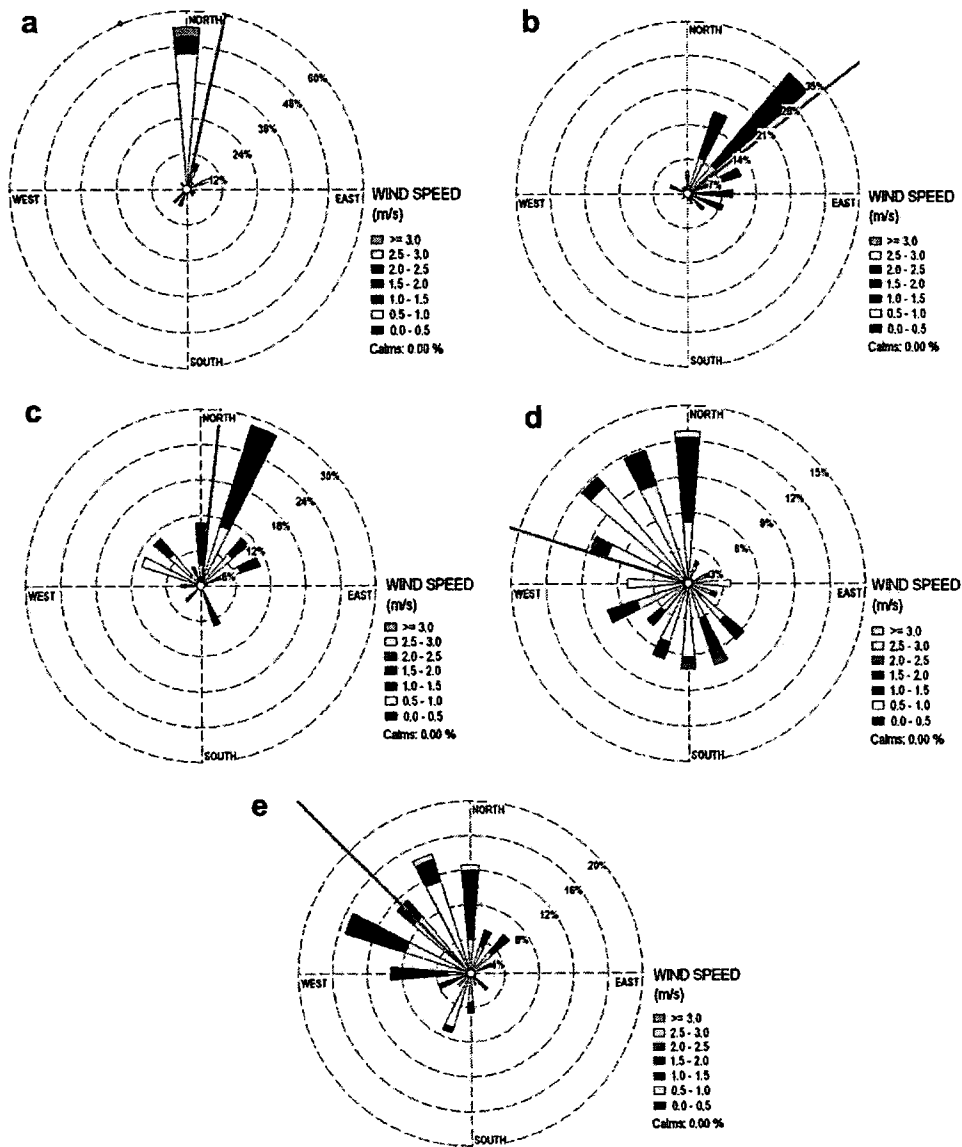 a
NORTH
60%
48%
36%
24%
12%
WEST
EAST
SOUTH
WIND SPEED
(m/s)
>= 3.0
2.5 - 3.0
2.0 - 2.5
1.5 - 2.0
1.0 - 1.5
0.5 - 1.0
0.0 - 0.5
Calms: 0.00 %
b
NORTH
35%
28%
21%
14%
7%
WEST
EAST
SOUTH
WIND SPEED
(m/s)
>= 3.0
2.5 - 3.0
2.0 - 2.5
1.5 - 2.0
1.0 - 1.5
0.5 - 1.0
0.0 - 0.5
Calms: 0.00 %
c
NORTH
30%
24%
18%
12%
6%
WEST
EAST
SOUTH
WIND SPEED
(m/s)
>= 3.0
2.5 - 3.0
2.0 - 2.5
1.5 - 2.0
1.0 - 1.5
0.5 - 1.0
0.0 - 0.5
Calms: 0.00 %
d
NORTH
15%
12%
9%
6%
3%
WEST
EAST
SOUTH
WIND SPEED
(m/s)
>= 3.0
2.5 - 3.0
2.0 - 2.5
1.5 - 2.0
1.0 - 1.5
0.5 - 1.0
0.0 - 0.5
Calms: 0.00 %
e
NORTH
20%
16%
12%
8%
4%
WEST
EAST
SOUTH
WIND SPEED
(m/s)
>= 3.0
2.5 - 3.0
2.0 - 2.5
1.5 - 2.0
1.0 - 1.5
0.5 - 1.0
0.0 - 0.5
Calms: 0.00 %